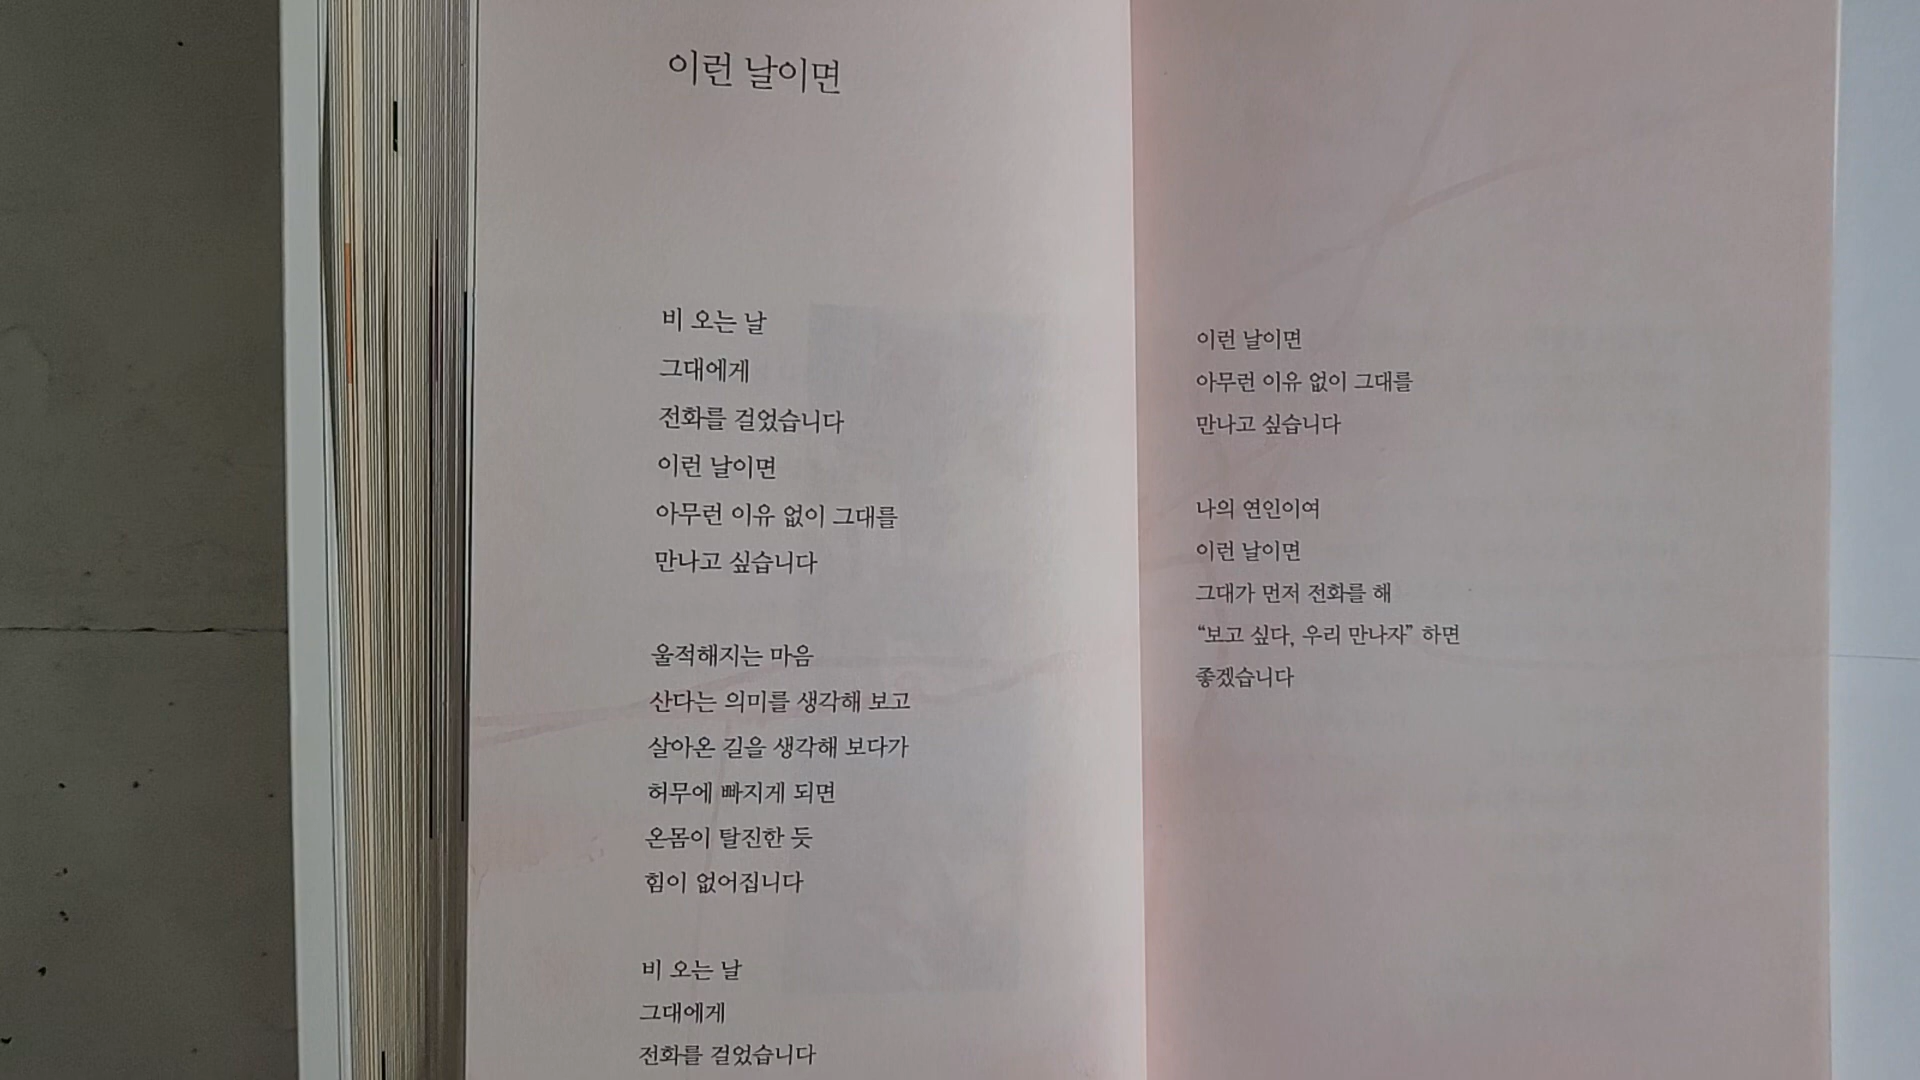 이런 날이면
비 오는 날
그대에게
전화를 걸었습니다
이런 날이면
아무런 이유 없이 그대를
만나고 싶습니다
울적해지는 마음
산다는 의미를 생각해 보고
살아온 길을 생각해 보다가
허무에 빠지게 되면
온몸이 탈진한 듯
힘이 없어집니다
비 오는 날
그대에게
전화를 걸었습니다
이런 날이면
아무런 이유 없이 그대를
만나고 싶습니다
나의 연인이여
이런 날이면
그대가 먼저 전화를 해
“보고 싶다, 우리 만나자” 하면
좋겠습니다